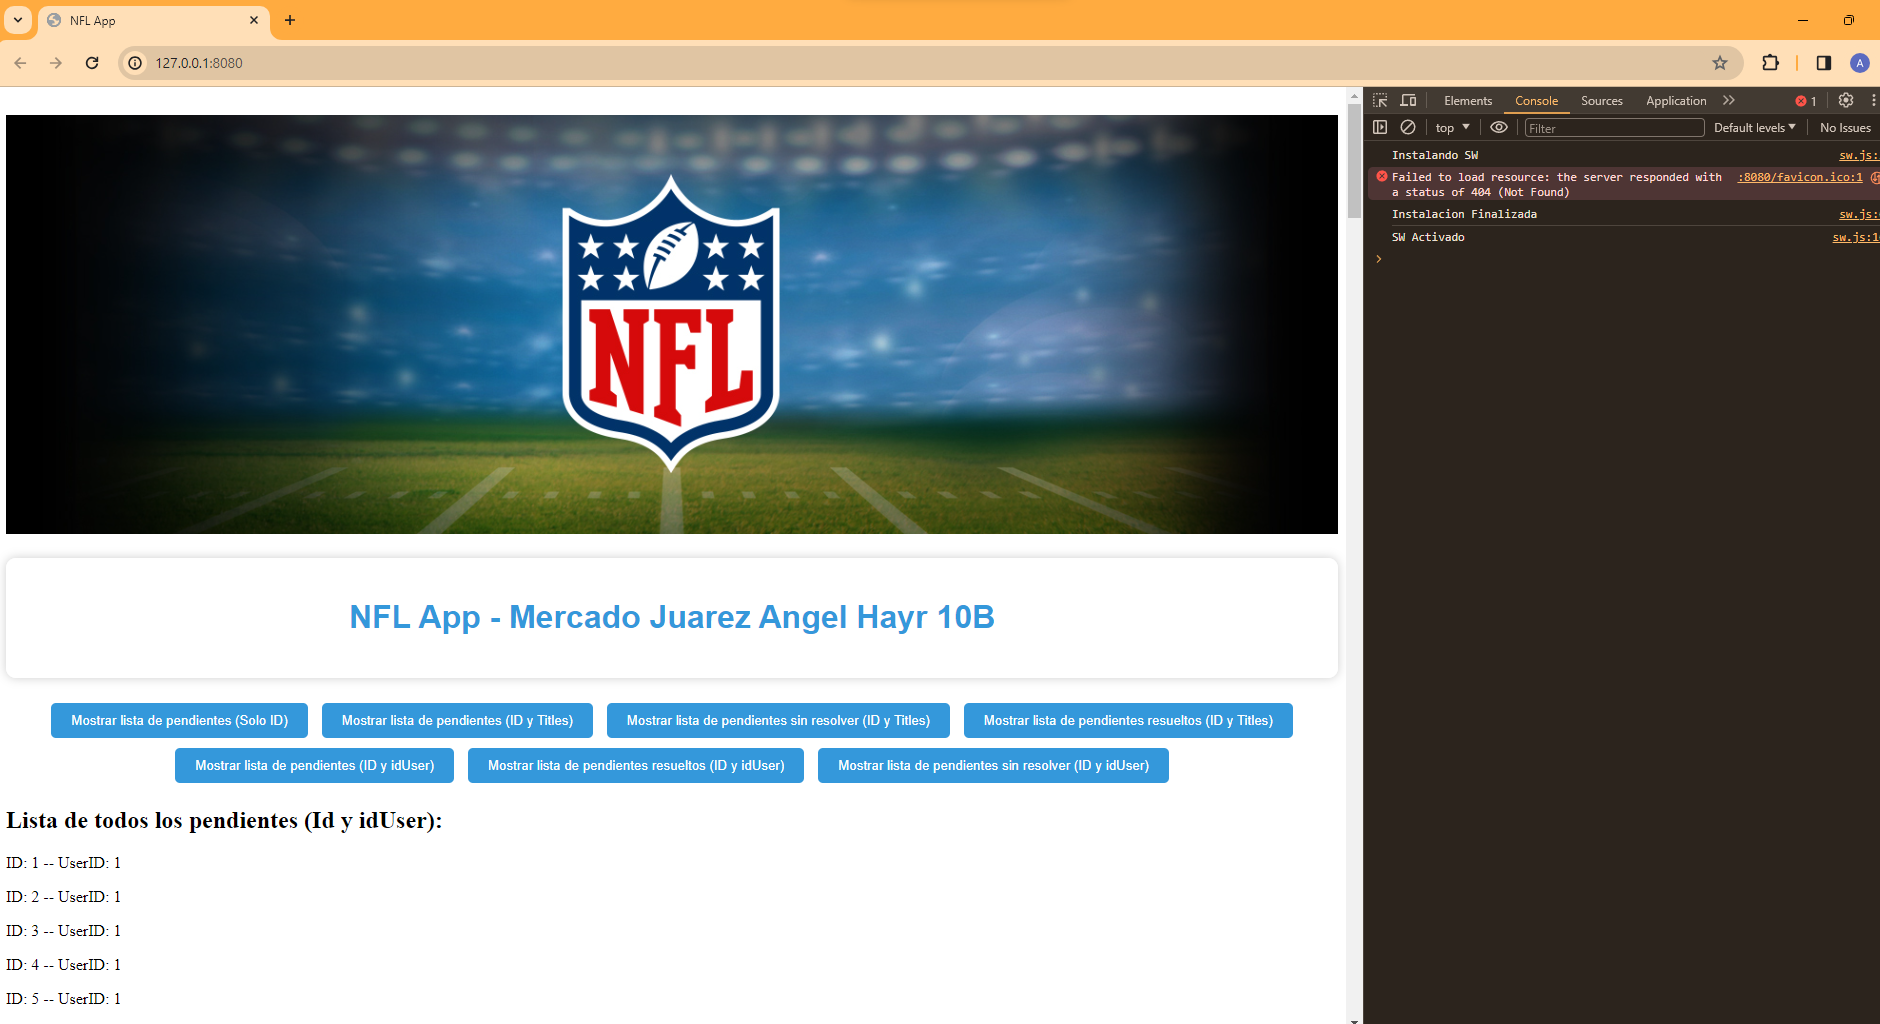 NFL App
127.0.0.1:8080
A
Elements Console Sources Application 1
top Filter Default levels No Issues
Instalando SW sw.js:
Failed to load resource: the server responded with :8080/favicon.ico:1
a status of 404 (Not Found)
Instalacion Finalizada sw.js:
SW Activado sw.js:1
NFL
NFL App - Mercado Juarez Angel Hayr 10B
Mostrar lista de pendientes (Solo ID) Mostrar lista de pendientes (ID y Titles) Mostrar lista de pendientes sin resolver (ID y Titles) Mostrar lista de pendientes resueltos (ID y Titles)
Mostrar lista de pendientes (ID y idUser) Mostrar lista de pendientes resueltos (ID y idUser) Mostrar lista de pendientes sin resolver (ID y idUser)
Lista de todos los pendientes (Id y idUser):
ID: 1 -- UserID: 1
ID: 2 -- UserID: 1
ID: 3 -- UserID: 1
ID: 4 -- UserID: 1
ID: 5 -- UserID: 1